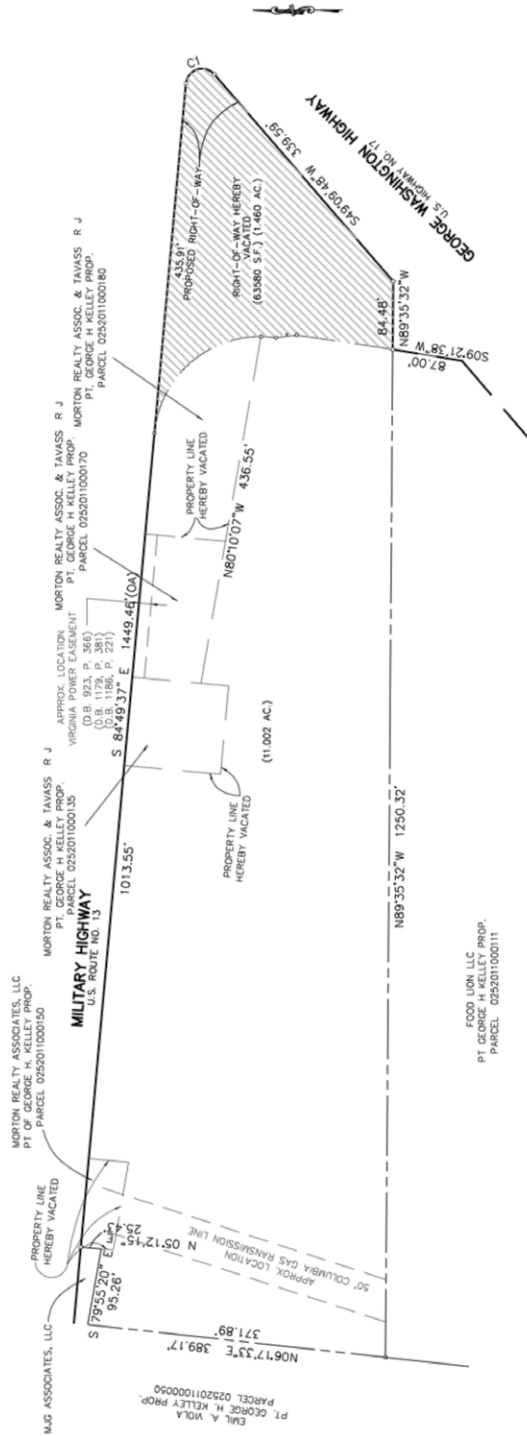 MJG ASSOCIATES, LLC
PROPERTY LINE
HEREBY VACATED
MORTON REALTY ASSOCIATES, LLC
PT OF GEORGE H. KELLEY PROP.
PARCEL 0252011000150
MILITARY HIGHWAY
U.S. ROUTE NO. 13
MORTON REALTY ASSOC. & TAVASS R J
PT. GEORGE H KELLEY PROP.
PARCEL 0252011000135
APPROX. LOCATION
VIRGINIA POWER EASEMENT
(D.B. 923, P. 366)
(D.B. 1179, P. 381)
(D.B. 1186, P. 221)
MORTON REALTY ASSOC. & TAVASS R J
PT. GEORGE H KELLEY PROP.
PARCEL 0252011000170
MORTON REALTY ASSOC. & TAVASS R J
PT. GEORGE H KELLEY PROP.
PARCEL 0252011000180
1013.55'
S 84°49'37" E 1449.46'(OA)
435.91'
PROPOSED RIGHT-OF-WAY
C1
RIGHT-OF-WAY HEREBY
VACATED
(63580 S.F.) (1.460 AC.)
S49°09'48"W 339.59'
GEORGE WASHINGTON HIGHWAY
U.S. HIGHWAY NO. 17
84.48'
N89°35'32"W
S09°21'38"W
87.00'
PROPERTY LINE
HEREBY VACATED
N80°10'07"W 436.55'
PROPERTY LINE
HEREBY VACATED
(11.002 AC.)
S 79°55'20" E
95.26'
N 05°12'15" E
25.43'
APPROX. LOCATION
50' COLUMBIA GAS RANSMISSION LINE
371.89'
N06°17'33"E 389.17'
EMIL A. VIOLA
PT. GEORGE H. KELLEY PROP.
PARCEL 0252011000050
N89°35'32"W 1250.32'
FOOD LION LLC
PT GEORGE H KELLEY PROP.
PARCEL 0252011000111